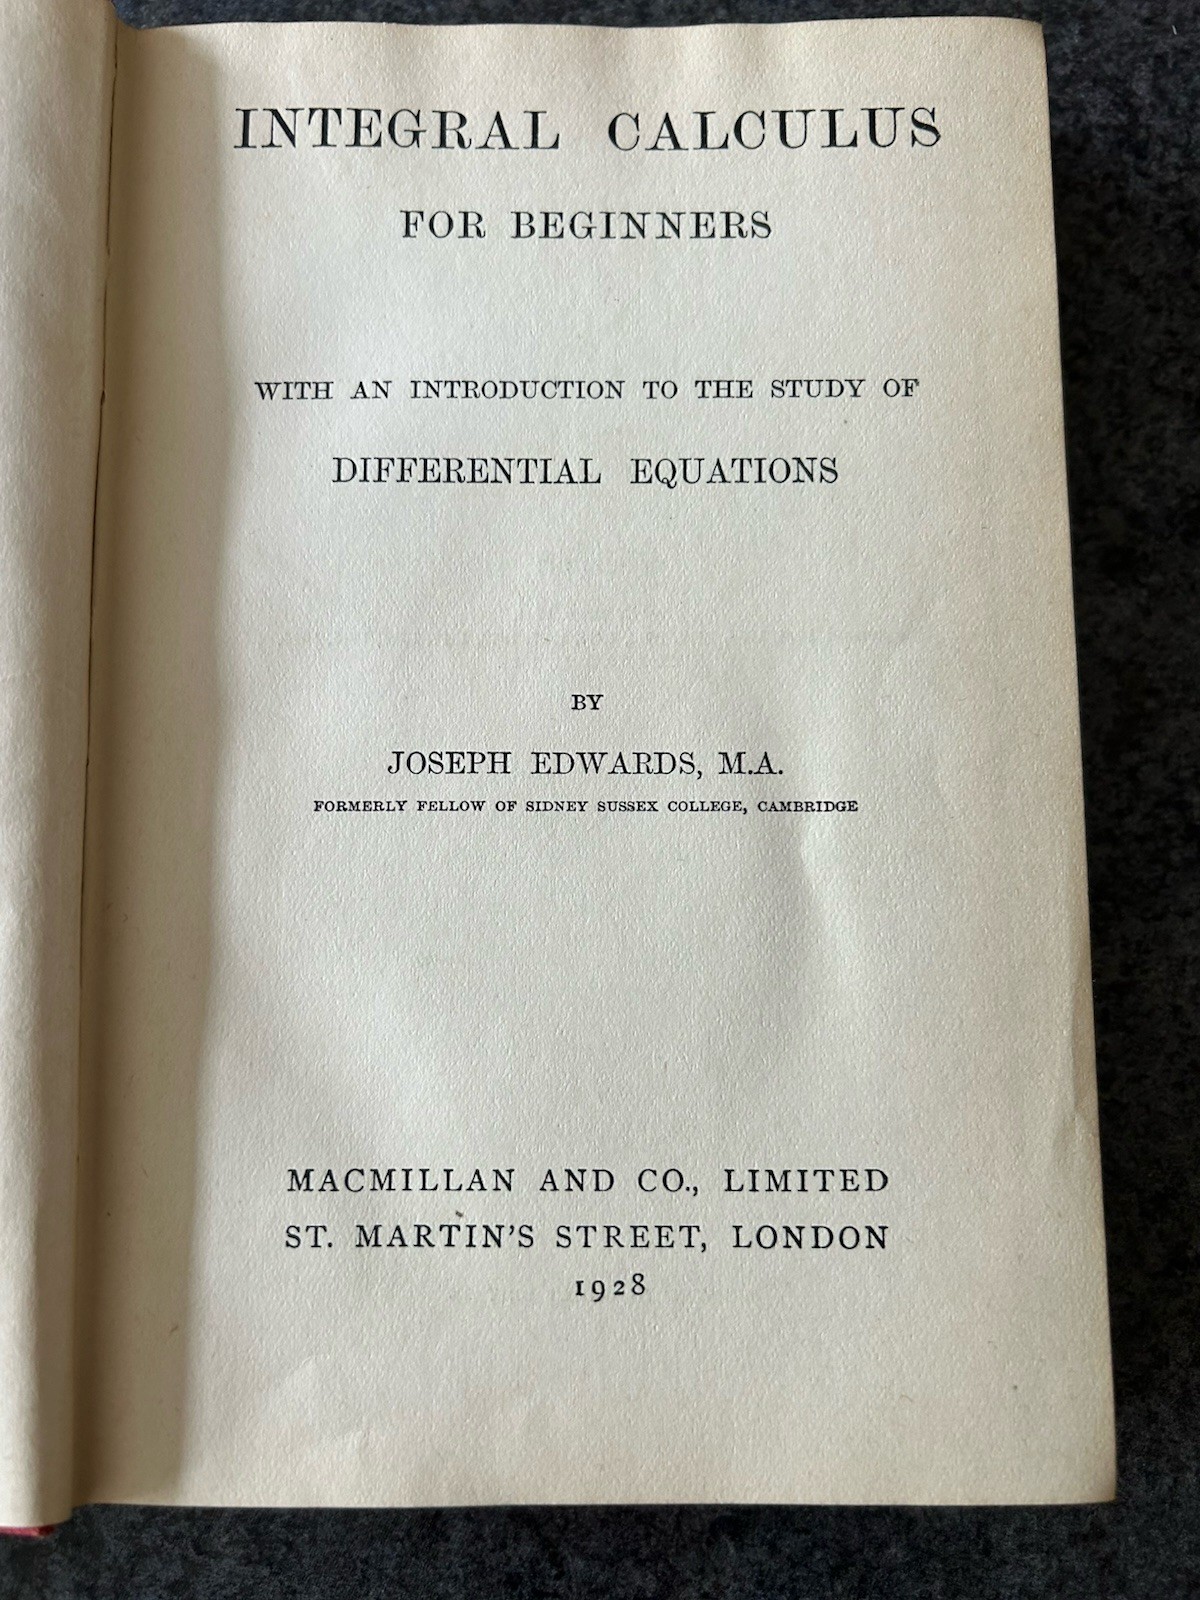 INTEGRAL CALCULUS
FOR BEGINNERS
WITH AN INTRODUCTION TO THE STUDY OF
DIFFERENTIAL EQUATIONS
BY
JOSEPH EDWARDS, M.A.
FORMERLY FELLOW OF SIDNEY SUSSEX COLLEGE, CAMBRIDGE
MACMILLAN AND CO., LIMITED
ST. MARTIN'S STREET, LONDON
1928